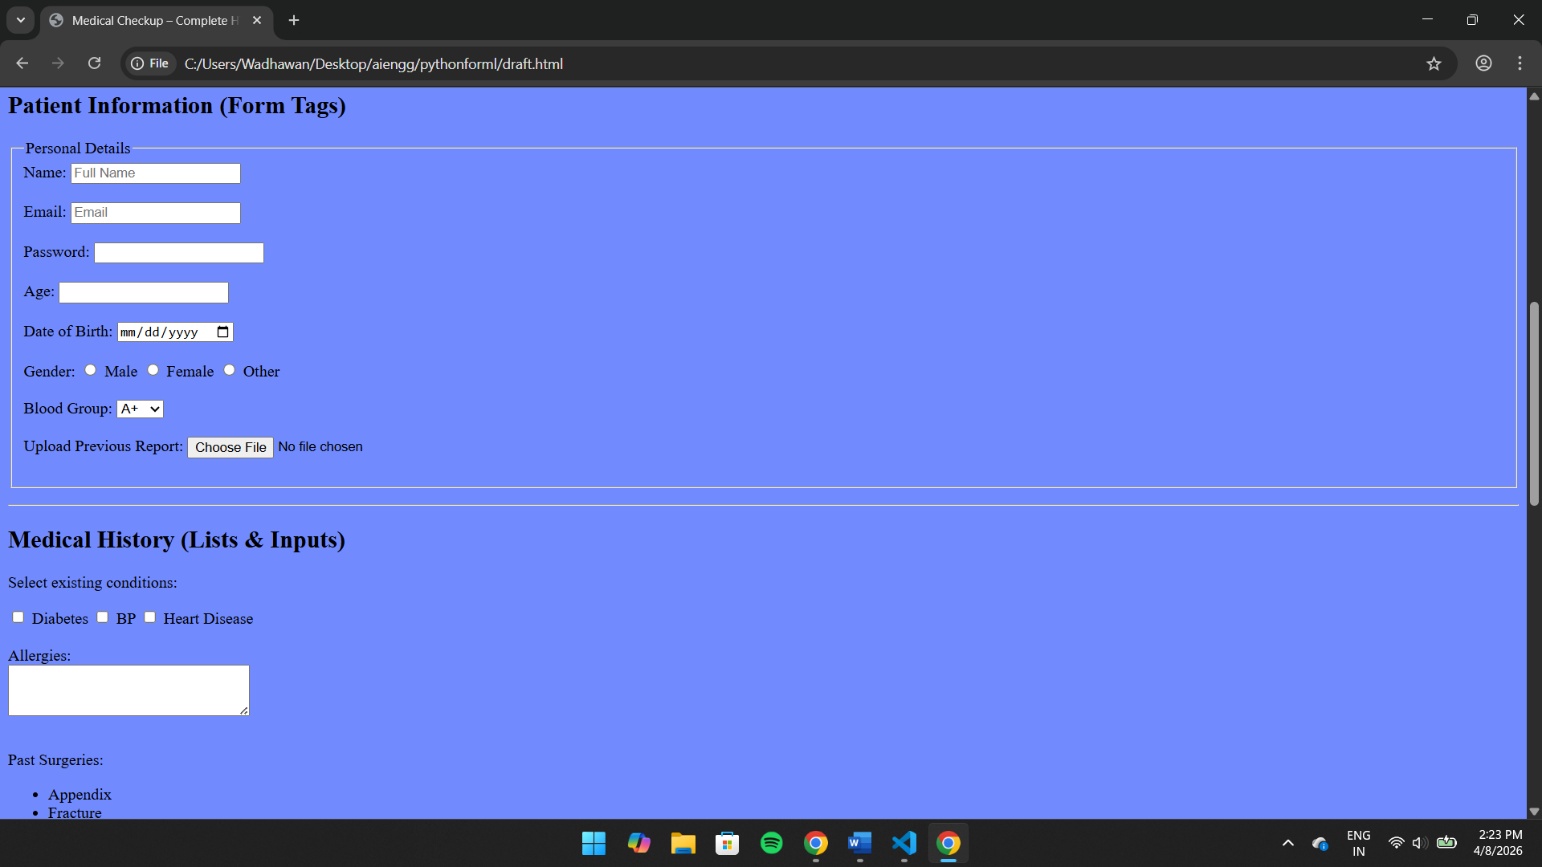 Medical Checkup – Complete H
File
C:/Users/Wadhawan/Desktop/aiengg/pythonforml/draft.html
Patient Information (Form Tags)
Personal Details
Name: Full Name
Email: Email
Password:
Age:
Date of Birth: mm/dd/yyyy
Gender: Male Female Other
Blood Group: A+
Upload Previous Report: Choose File No file chosen
Medical History (Lists & Inputs)
Select existing conditions:
Diabetes BP Heart Disease
Allergies:
Past Surgeries:
• Appendix
• Fracture
ENG
IN
2:23 PM
4/8/2026